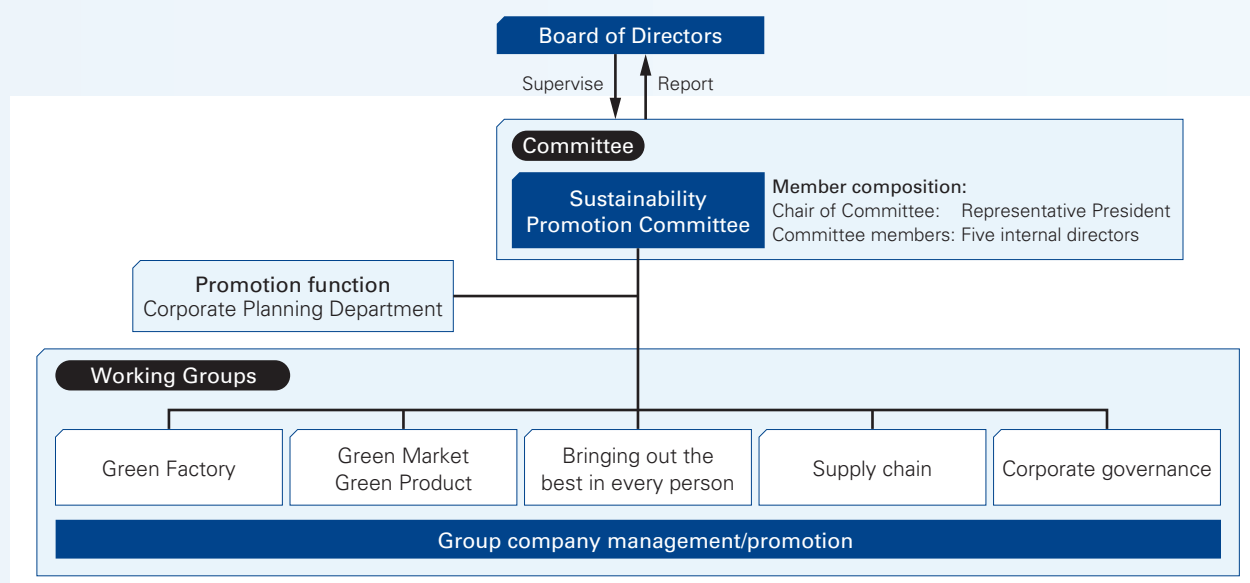 Board of Directors
Supervise
Report
Committee
Sustainability
Promotion Committee
Member composition:
Chair of Committee: Representative President
Committee members: Five internal directors
Promotion function
Corporate Planning Department
Working Groups
Green Factory
Green Market
Green Product
Bringing out the
best in every person
Supply chain
Corporate governance
Group company management/promotion